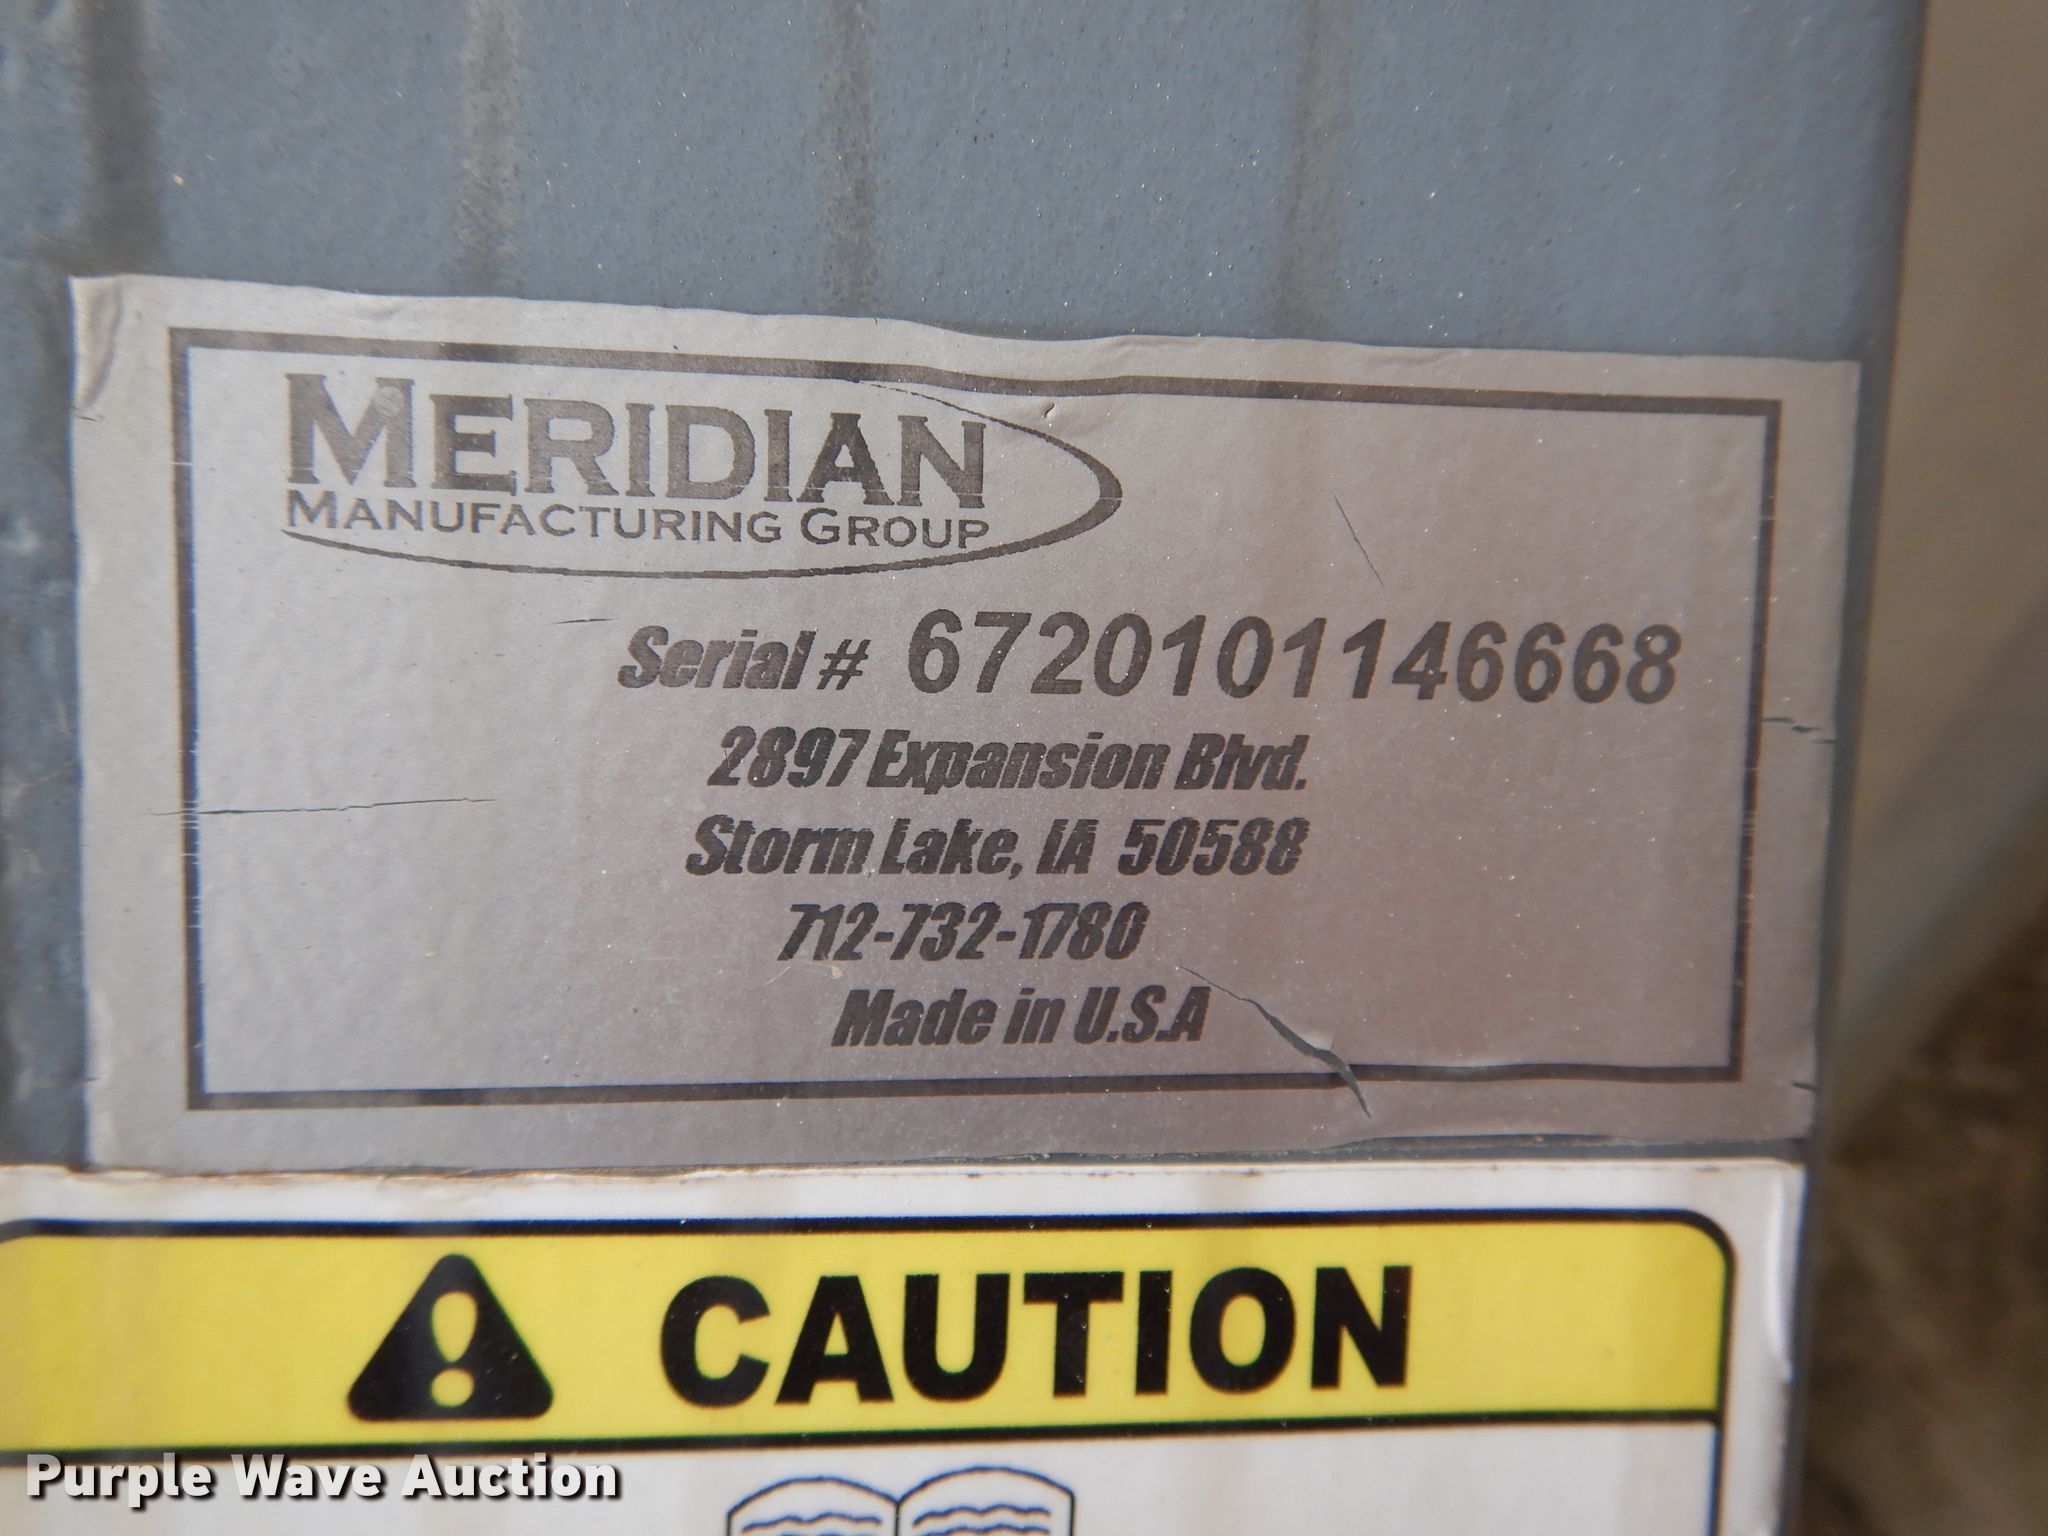 MERIDIAN
MANUFACTURING GROUP
Serial # 6720101146668
2897 Expansion Blvd.
Storm Lake, IA 50588
712-732-1780
Made in U.S.A
CAUTION
Purple Wave Auction